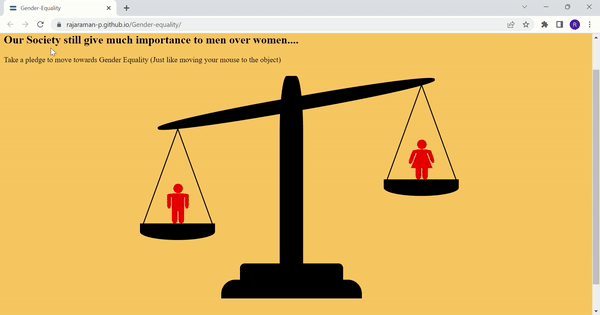 Gender-Equality
rajaraman-p.github.io/Gender-equality/
R
Our Society still give much importance to men over women....
Take a pledge to move towards Gender Equality (Just like moving your mouse to the object)